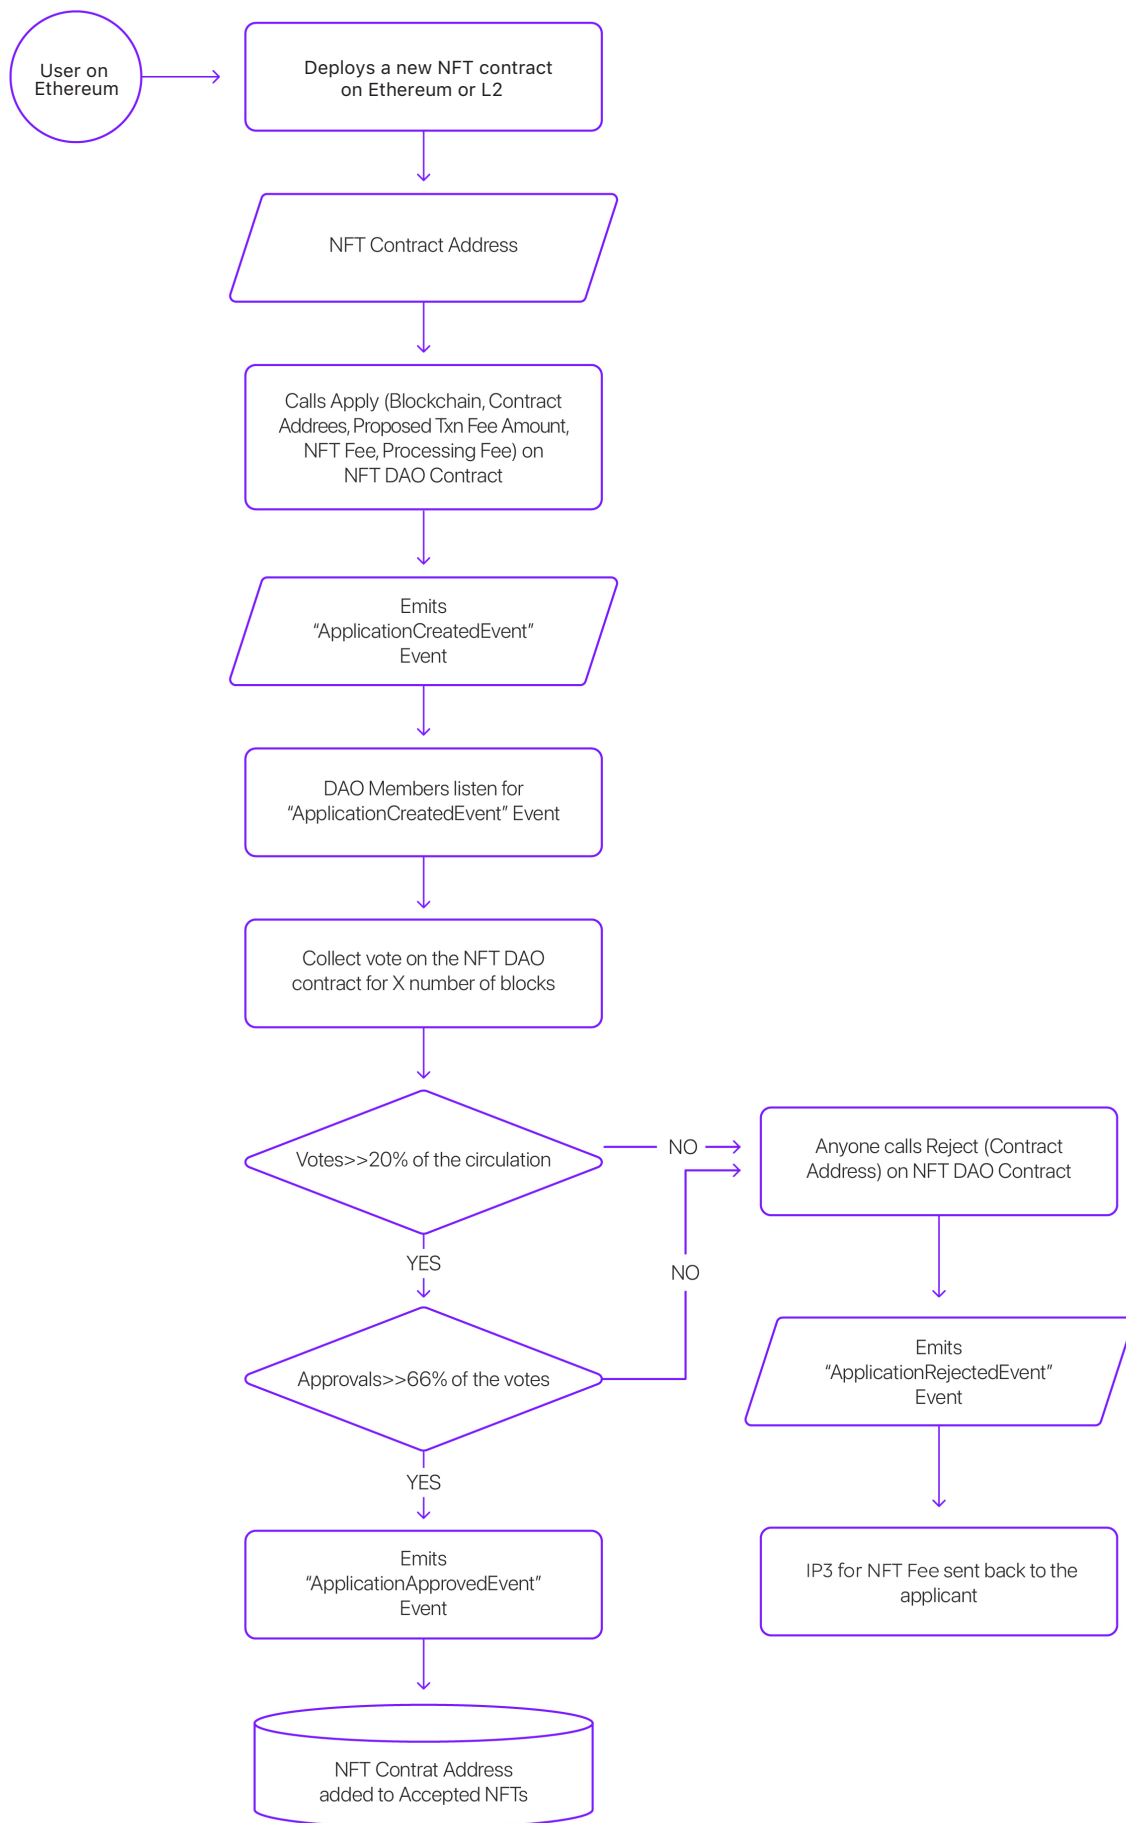 User on
Ethereum
Deploys a new NFT contract
on Ethereum or L2
NFT Contract Address
Calls Apply (Blockchain, Contract
Addrees, Proposed Txn Fee Amount,
NFT Fee, Processing Fee) on
NFT DAO Contract
Emits
“ApplicationCreatedEvent”
Event
DAO Members listen for
“ApplicationCreatedEvent” Event
Collect vote on the NFT DAO
contract for X number of blocks
Votes>>20% of the circulation
NO
Anyone calls Reject (Contract
Address) on NFT DAO Contract
YES
NO
Approvals>>66% of the votes
Emits
“ApplicationRejectedEvent”
Event
YES
Emits
“ApplicationApprovedEvent”
Event
IP3 for NFT Fee sent back to the
applicant
NFT Contrat Address
added to Accepted NFTs